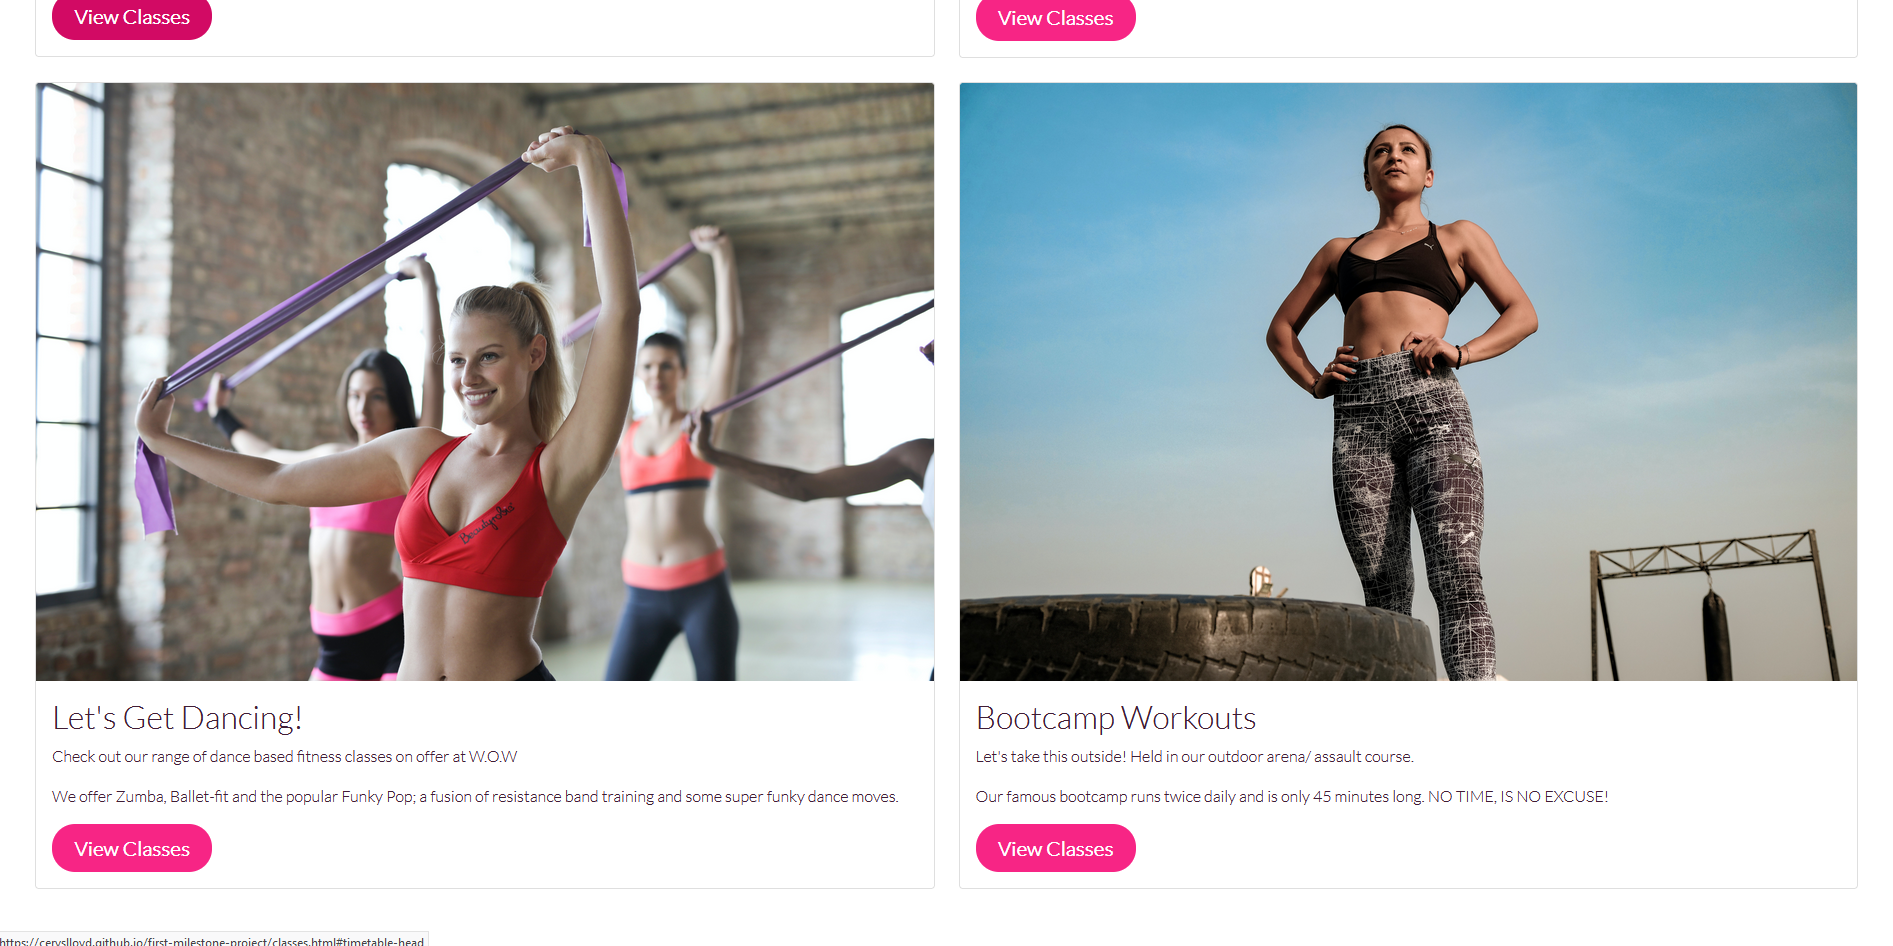 View Classes
View Classes
Beautyrobic
Let's Get Dancing!
Check out our range of dance based fitness classes on offer at W.O.W
We offer Zumba, Ballet-fit and the popular Funky Pop; a fusion of resistance band training and some super funky dance moves.
View Classes
Bootcamp Workouts
Let's take this outside! Held in our outdoor arena/ assault course.
Our famous bootcamp runs twice daily and is only 45 minutes long. NO TIME, IS NO EXCUSE!
View Classes
https://ceryslloyd.github.io/first-milestone-project/classes.html#timetable-head